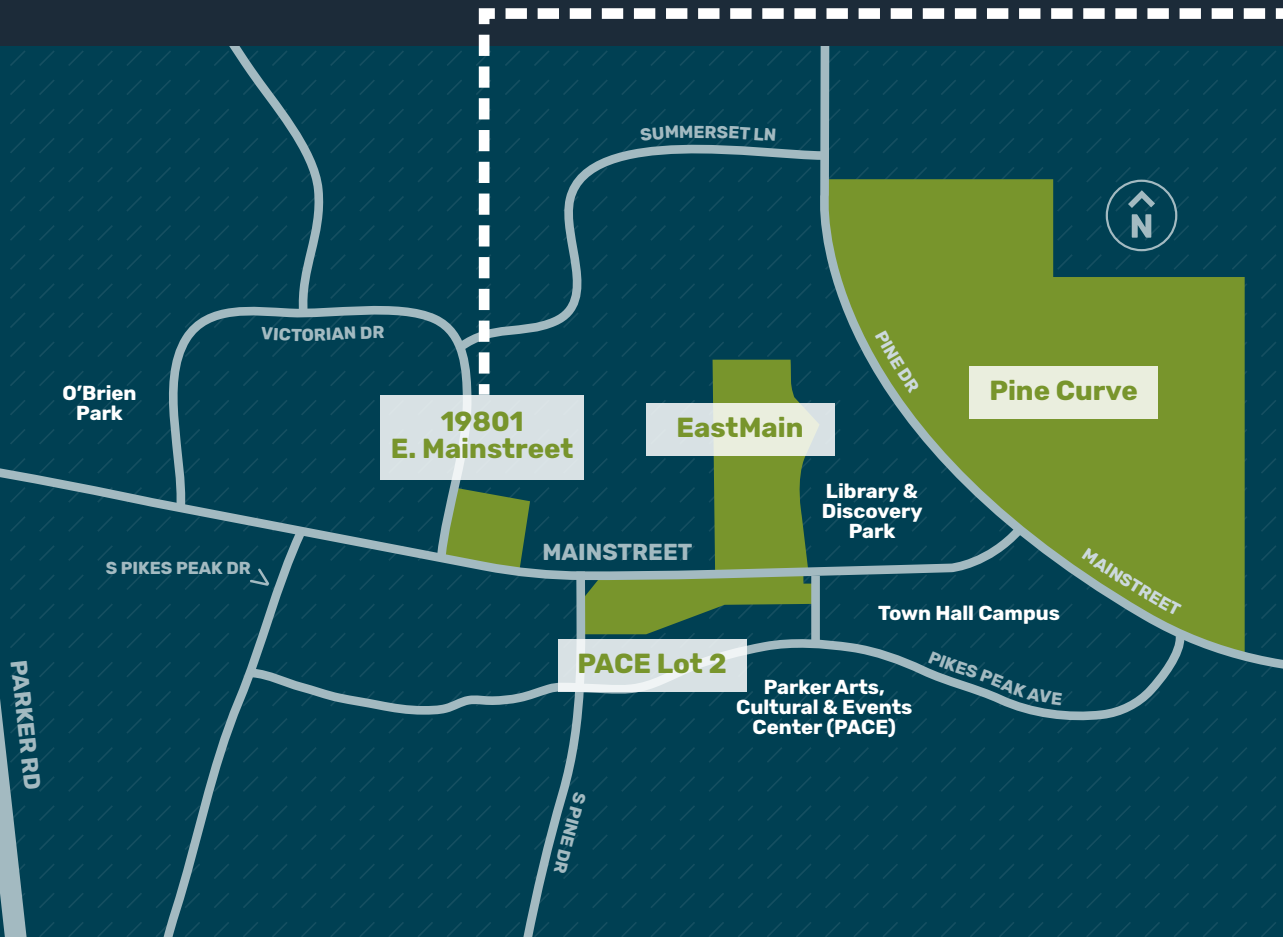 SUMMERSET LN
N
VICTORIAN DR
PINE DR
O’Brien
Park
19801
E. Mainstreet
EastMain
Pine Curve
Library &
Discovery
Park
MAINSTREET
S PIKES PEAK DR
MAINSTREET
Town Hall Campus
PACE Lot 2
PIKES PEAK AVE
Parker Arts,
Cultural & Events
Center (PACE)
PARKER RD
S PINE DR